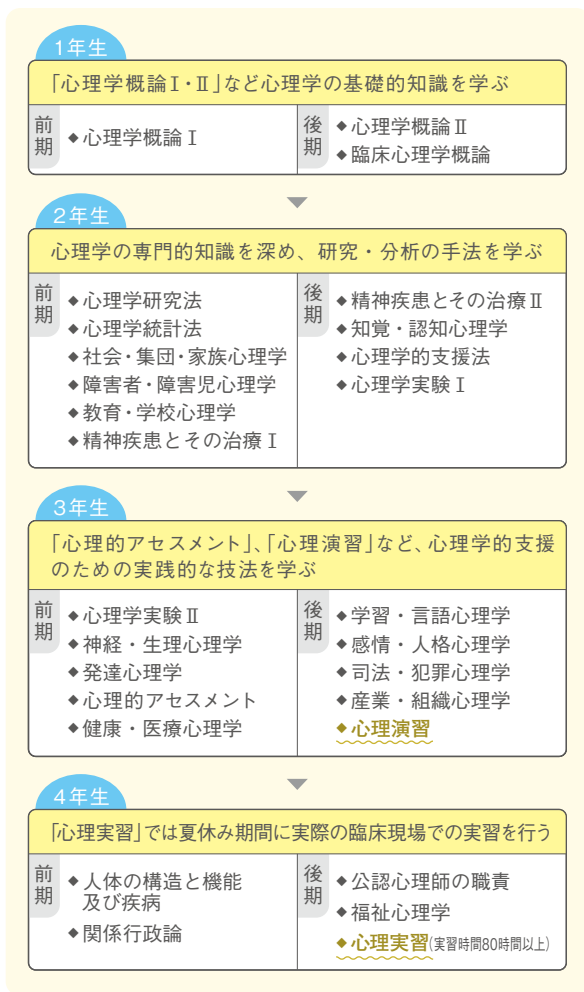 1年生
「心理学概論Ⅰ・Ⅱ」など心理学の基礎的知識を学ぶ
前期
◆心理学概論Ⅰ
後期
◆心理学概論Ⅱ
◆臨床心理学概論
2年生
心理学の専門的知識を深め、研究・分析の手法を学ぶ
前期
◆心理学研究法
◆心理学統計法
◆社会・集団・家族心理学
◆障害者・障害児心理学
◆教育・学校心理学
◆精神疾患とその治療Ⅰ
後期
◆精神疾患とその治療Ⅱ
◆知覚・認知心理学
◆心理学的支援法
◆心理学実験Ⅰ
3年生
「心理的アセスメント」、「心理演習」など、心理学的支援
のための実践的な技法を学ぶ
前期
◆心理学実験Ⅱ
◆神経・生理心理学
◆発達心理学
◆心理的アセスメント
◆健康・医療心理学
後期
◆学習・言語心理学
◆感情・人格心理学
◆司法・犯罪心理学
◆産業・組織心理学
◆心理演習
4年生
「心理実習」では夏休み期間に実際の臨床現場での実習を行う
前期
◆人体の構造と機能
及び疾病
◆関係行政論
後期
◆公認心理師の職責
◆福祉心理学
◆心理実習(実習時間80時間以上)